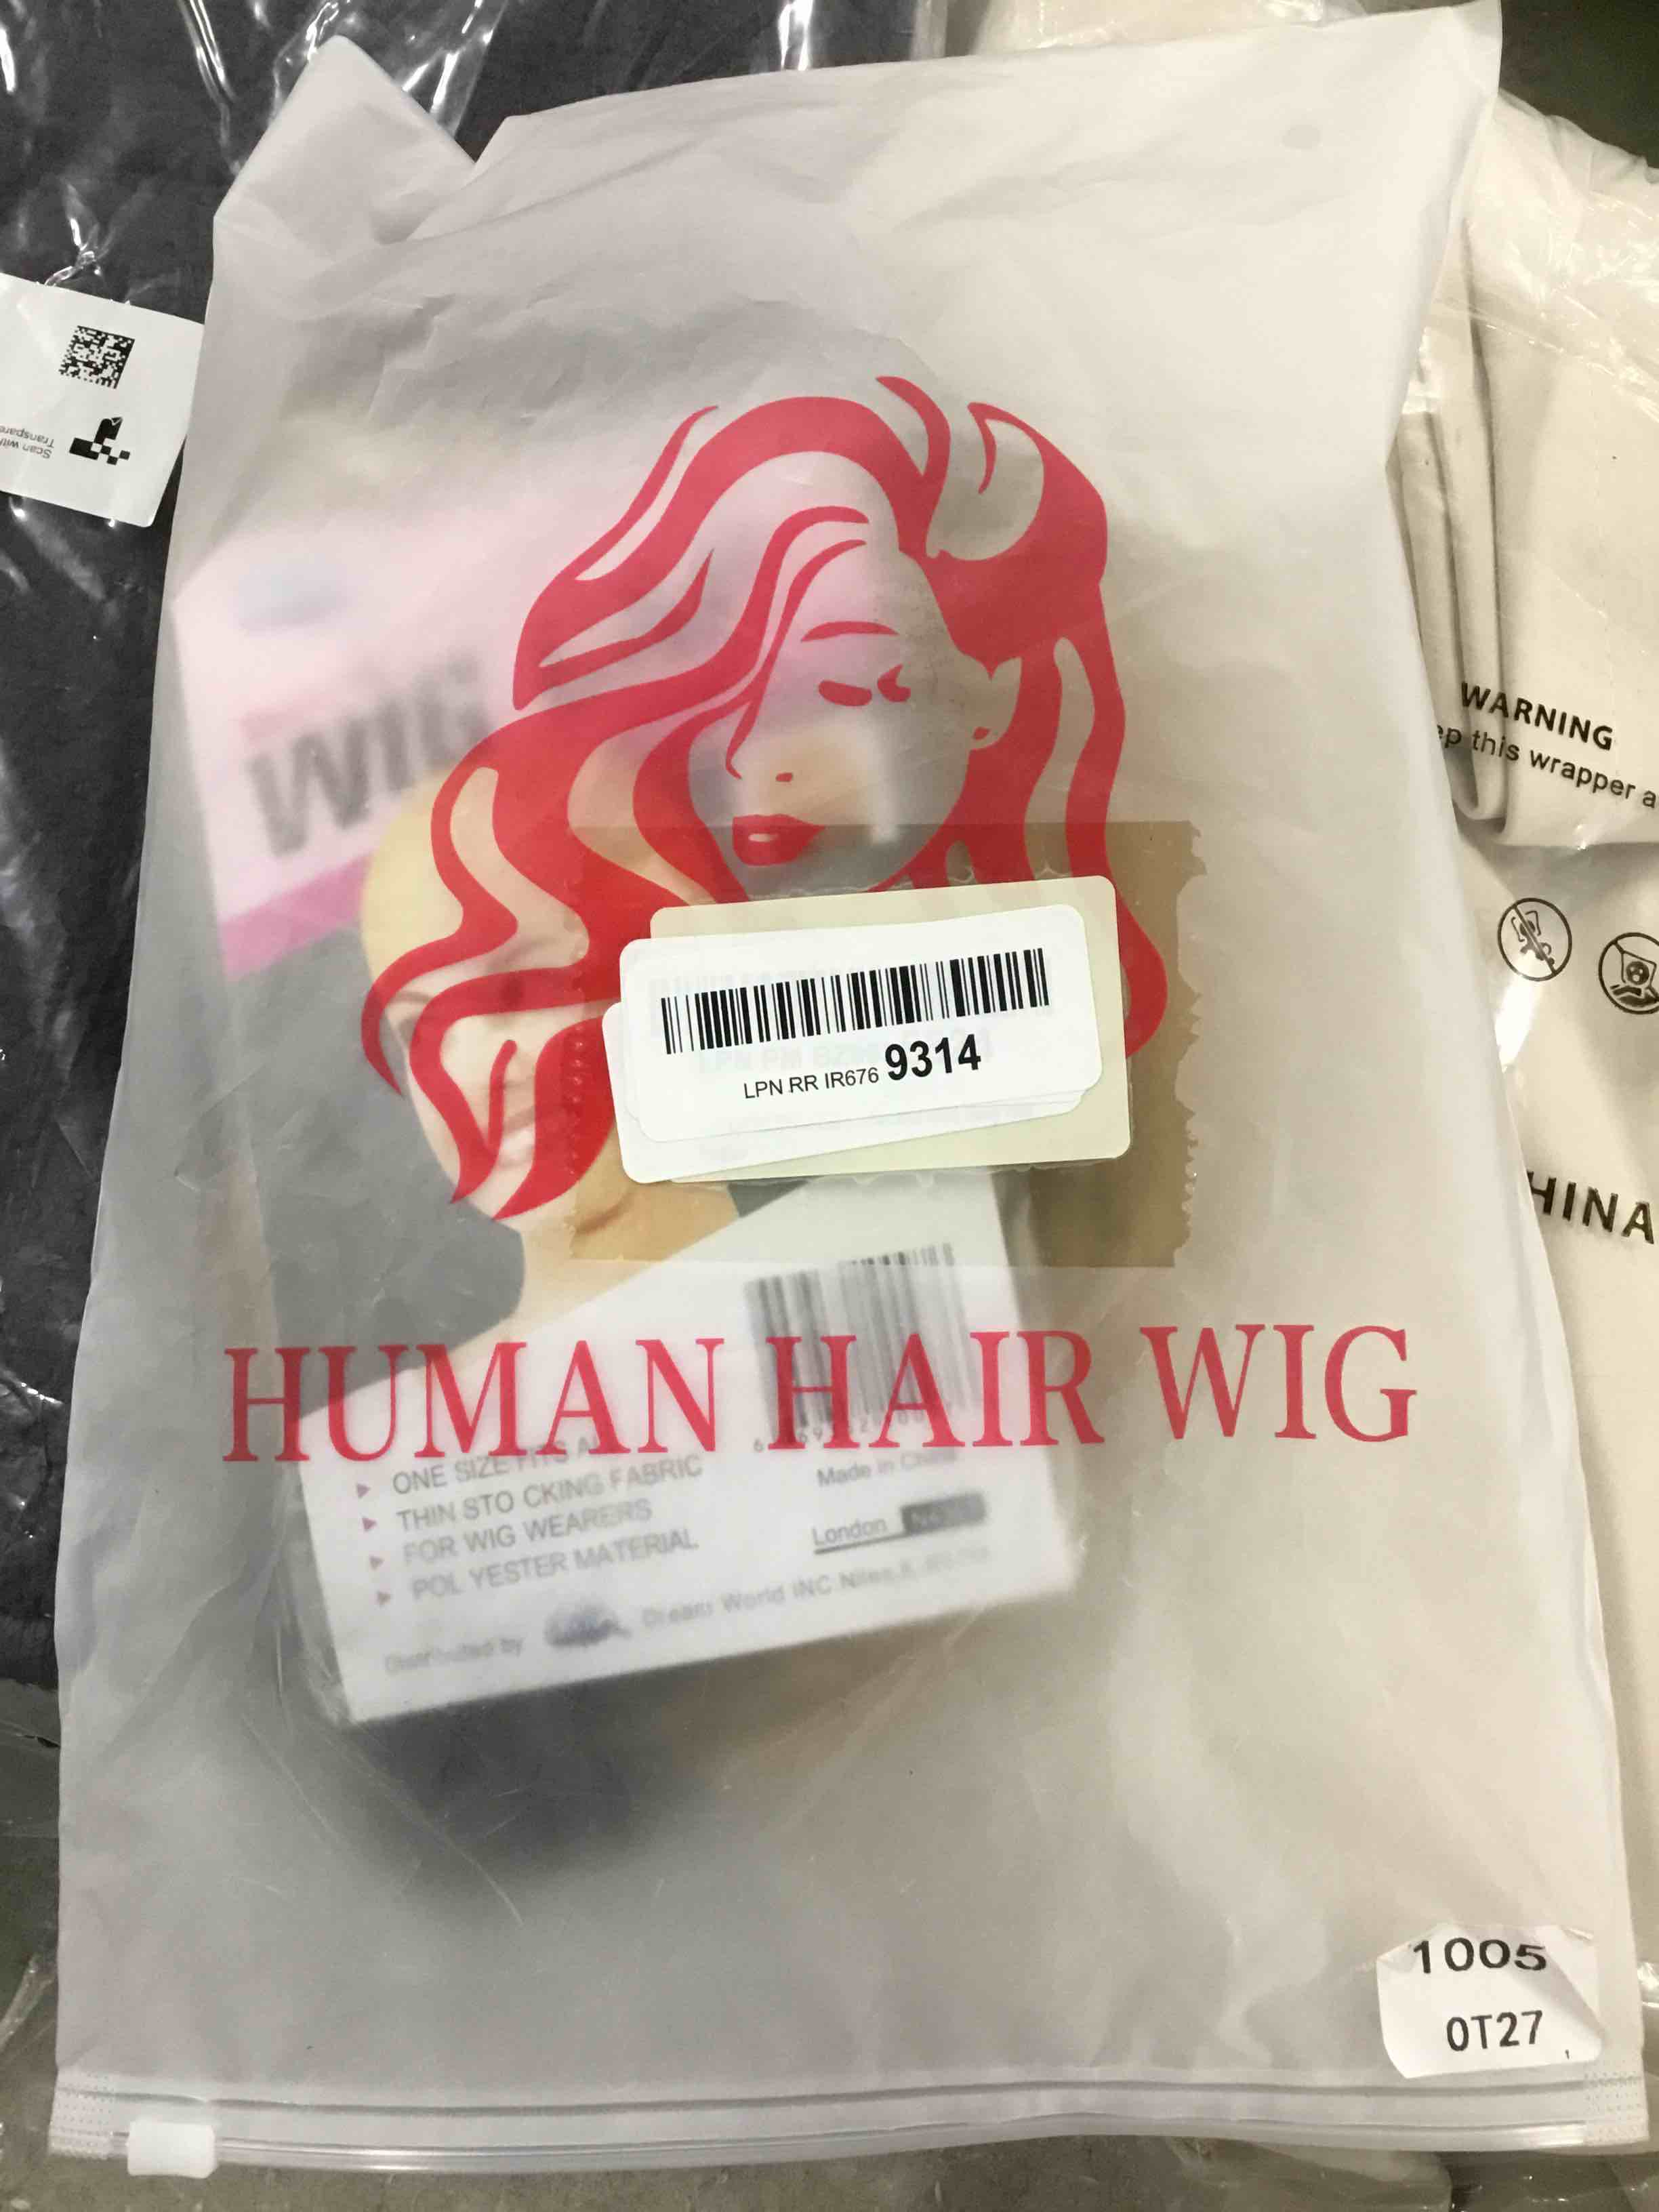 Scan with
WIG
WARNING
this wrapper a
LPN RR IR676 9314
HINA
HUMAN HAIR WIG
ONE SIZE FITS
THIN STO CKING FABRIC
FOR WIG WEARERS
POL YESTER MATERIAL
Made in China
London
Distributed by Dream World INC Niles
1005
0T27